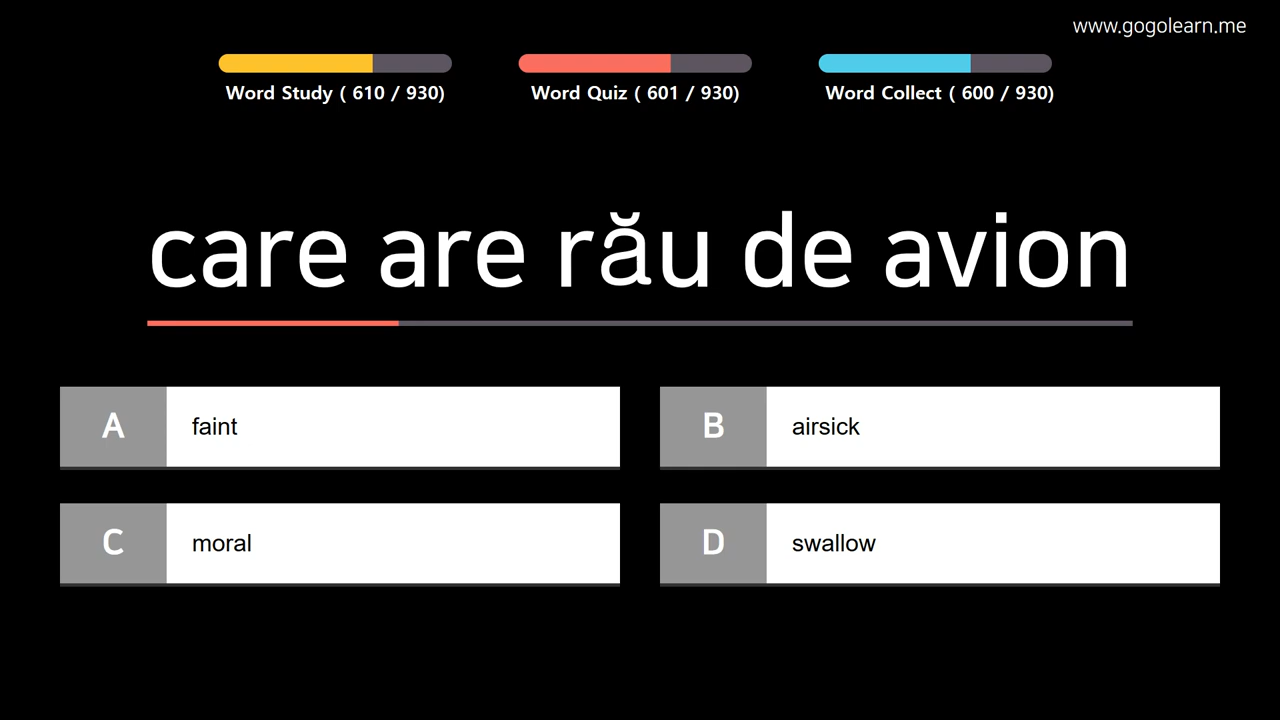 www.gogolearn.me
Word Study ( 610 / 930)
Word Quiz ( 601 / 930)
Word Collect ( 600 / 930)
care are rău de avion
A faint
B airsick
C moral
D swallow